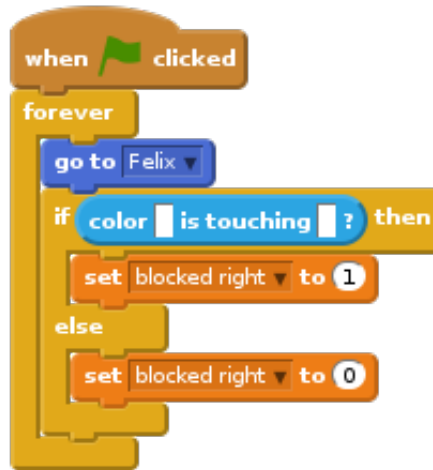 when clicked
forever
go to Felix
if color is touching ? then
set blocked right to 1
else
set blocked right to 0